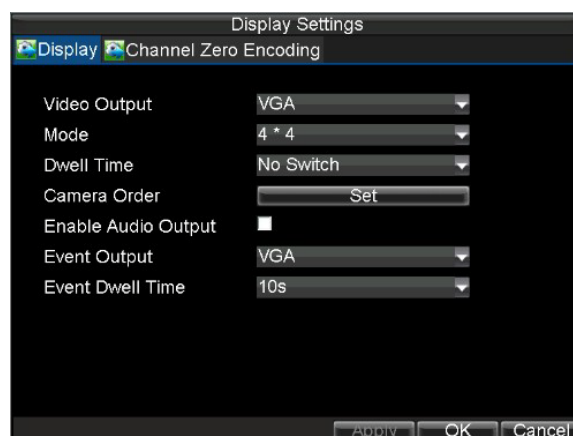 Display Settings
Display Channel Zero Encoding
Video Output VGA
Mode 4 * 4
Dwell Time No Switch
Camera Order Set
Enable Audio Output
Event Output VGA
Event Dwell Time 10s
Apply OK Cancel